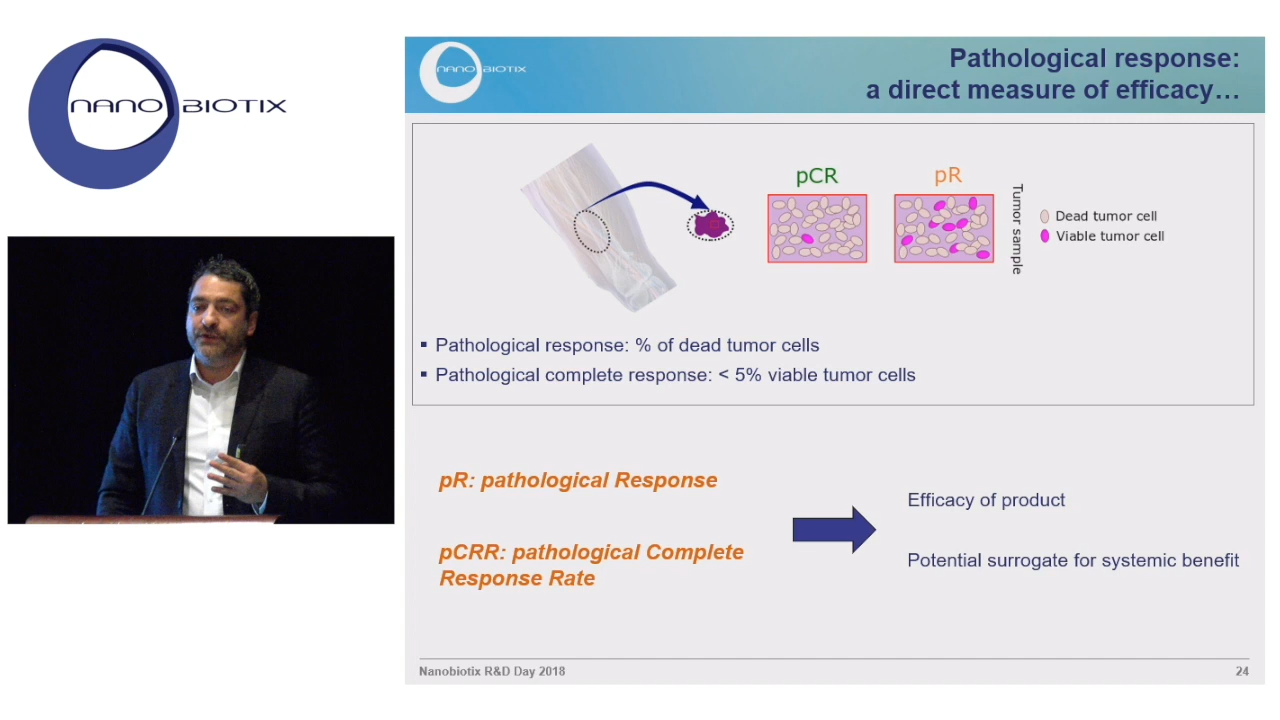 NANOBIOTIX
NANOBIOTIX
Pathological response:
a direct measure of efficacy…
pCR
pR
Tumor sample
Dead tumor cell
Viable tumor cell
▪ Pathological response: % of dead tumor cells
▪ Pathological complete response: < 5% viable tumor cells
pR: pathological Response
pCRR: pathological Complete
Response Rate
Efficacy of product
Potential surrogate for systemic benefit
Nanobiotix R&D Day 2018
24